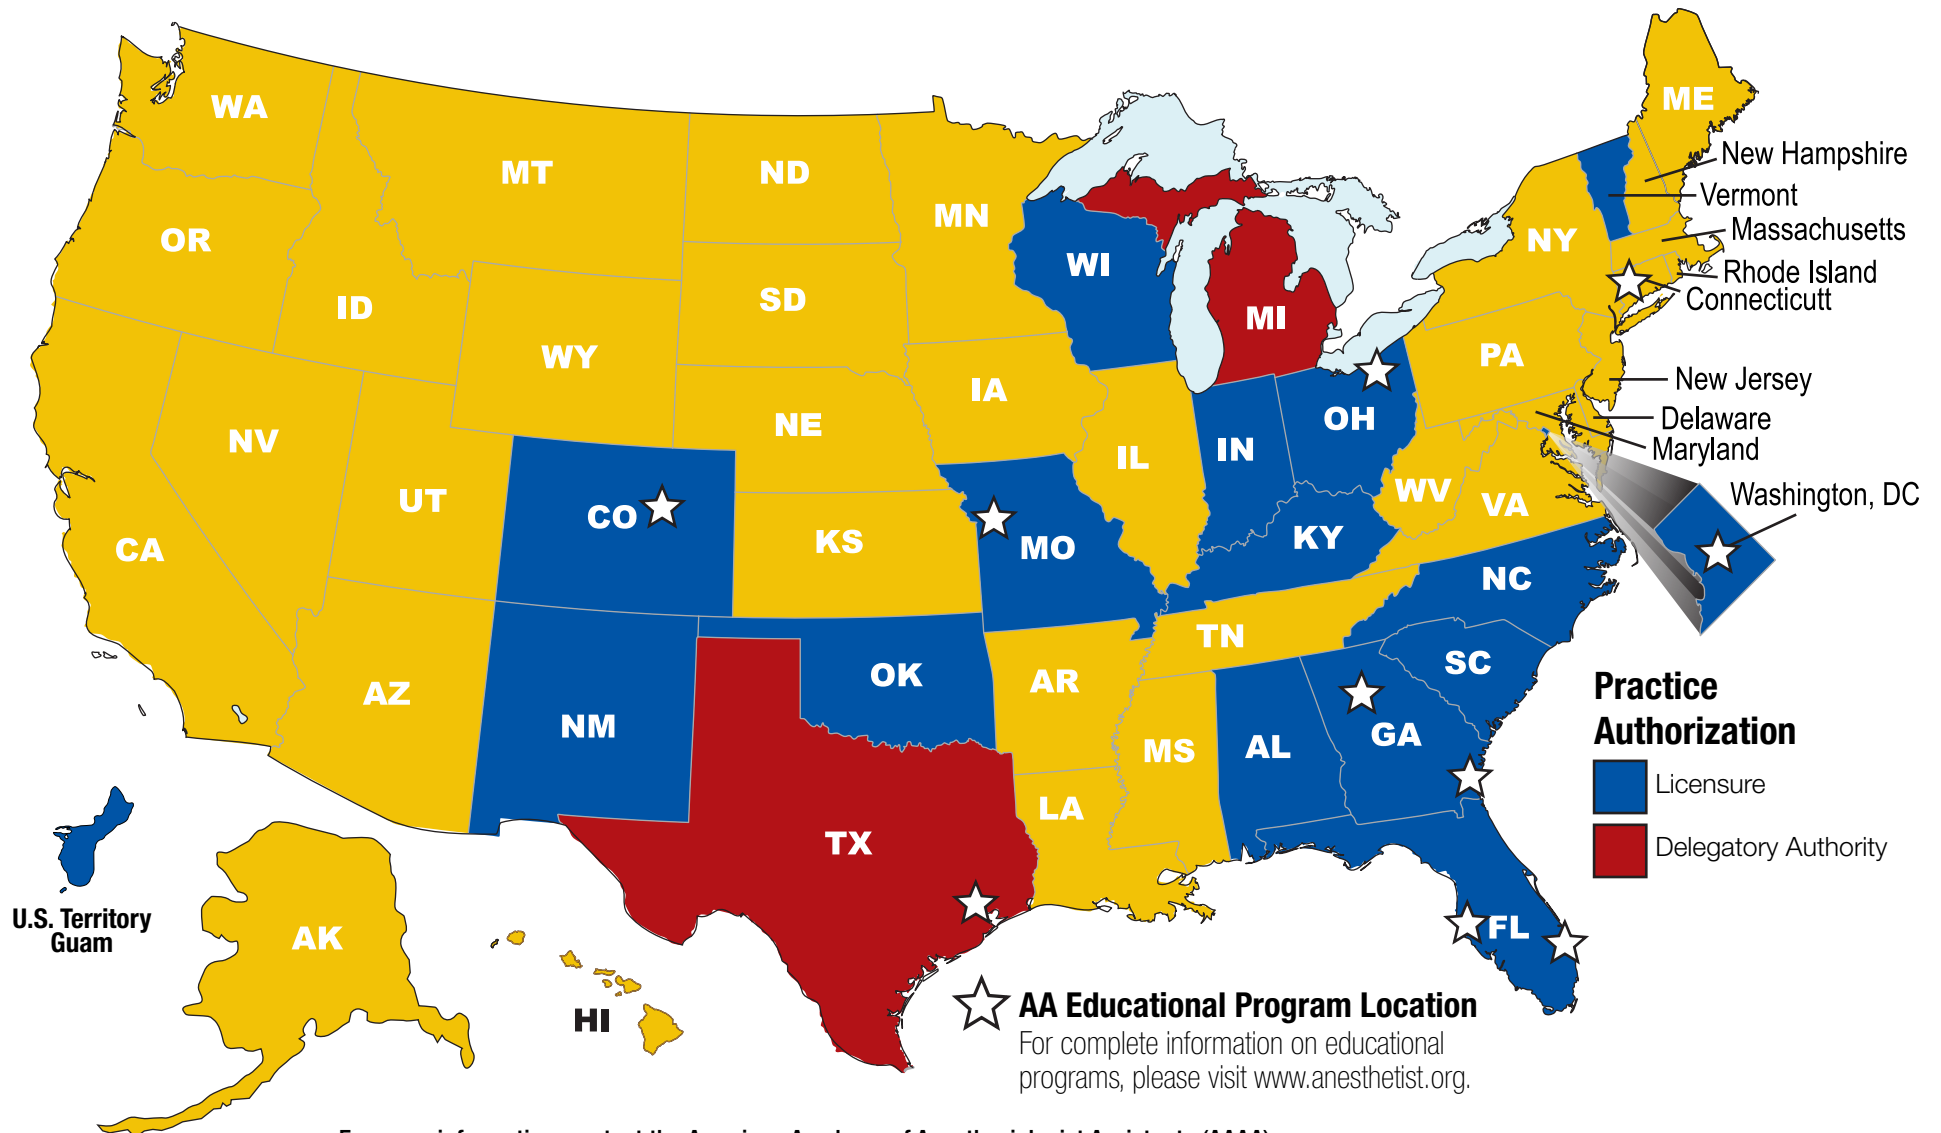 WA
MT
ND
MN
ME
New Hampshire
Vermont
Massachusetts
Rhode Island
Connecticutt
OR
ID
WY
SD
WI
MI
NY
PA
New Jersey
Delaware
Maryland
Washington, DC
NV
UT
CA
CO
NE
IA
KS
MO
IL
IN
OH
KY
WV
VA
NC
TN
SC
AZ
NM
OK
AR
TX
LA
MS
AL
GA
FL
Practice
Authorization
Licensure
Delegatory Authority
U.S. Territory
Guam
AK
HI
AA Educational Program Location
For complete information on educational
programs, please visit www.anesthetist.org.